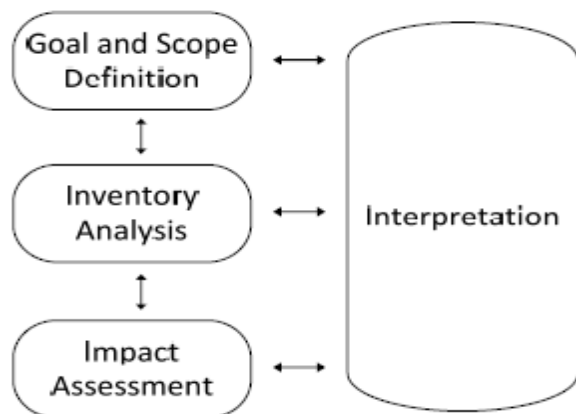 Goal and Scope
Definition
Inventory
Analysis
Interpretation
Impact
Assessment